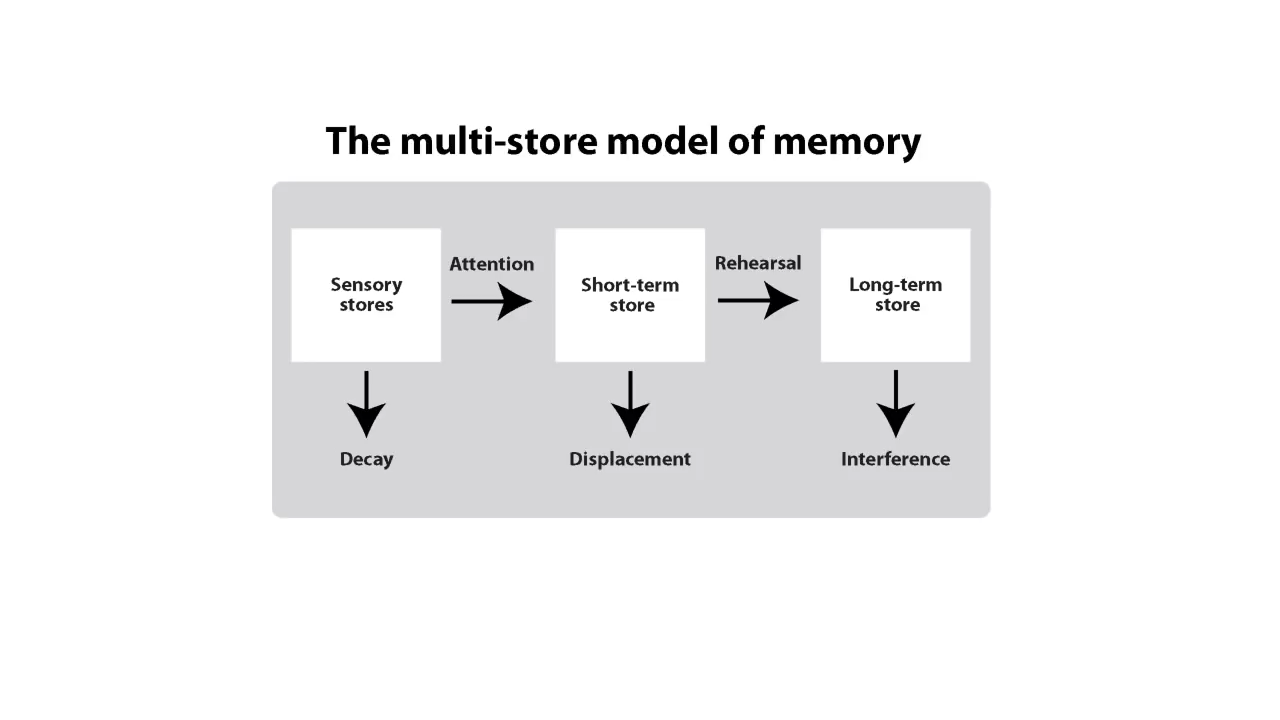 The multi-store model of memory
Sensory
stores
Attention
Short-term
store
Rehearsal
Long-term
store
Decay
Displacement
Interference